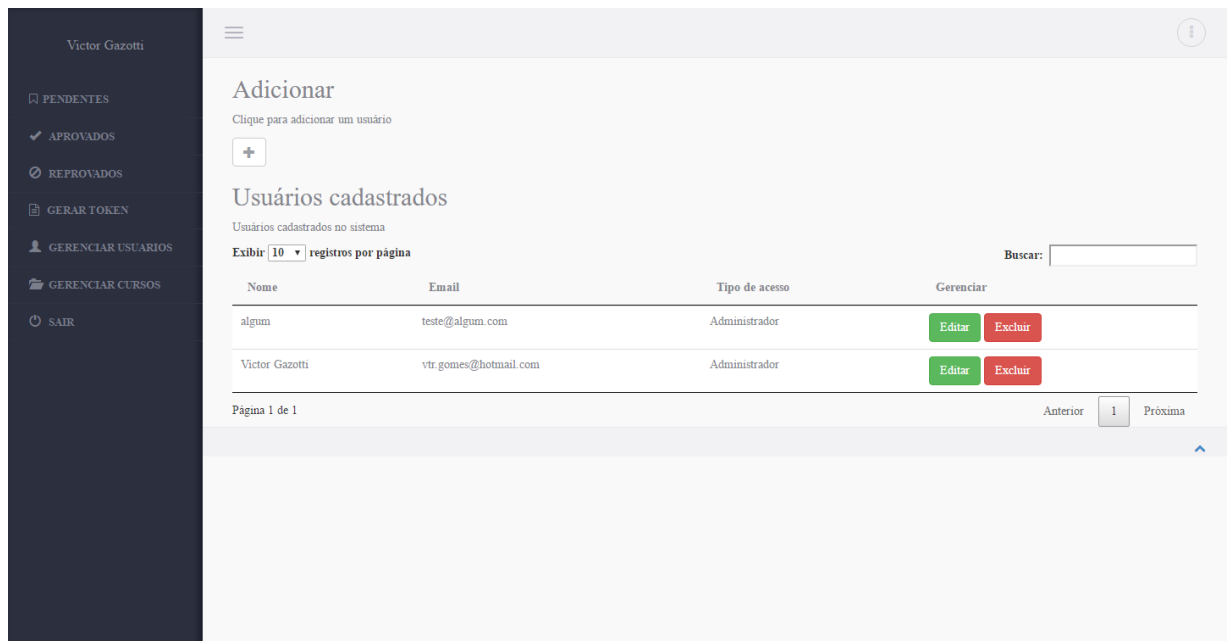 Victor Gazotti
PENDENTES
APROVADOS
REPROVADOS
GERAR TOKEN
GERENCIAR USUARIOS
GERENCIAR CURSOS
SAIR
Adicionar
Clique para adicionar um usuário
Usuários cadastrados
Usuários cadastrados no sistema
Exibir 10 registros por página Buscar:
Nome Email Tipo de acesso Gerenciar
algum teste@algum.com Administrador Editar Excluir
Victor Gazotti vtr.gomes@hotmail.com Administrador Editar Excluir
Página 1 de 1 Anterior 1 Próxima